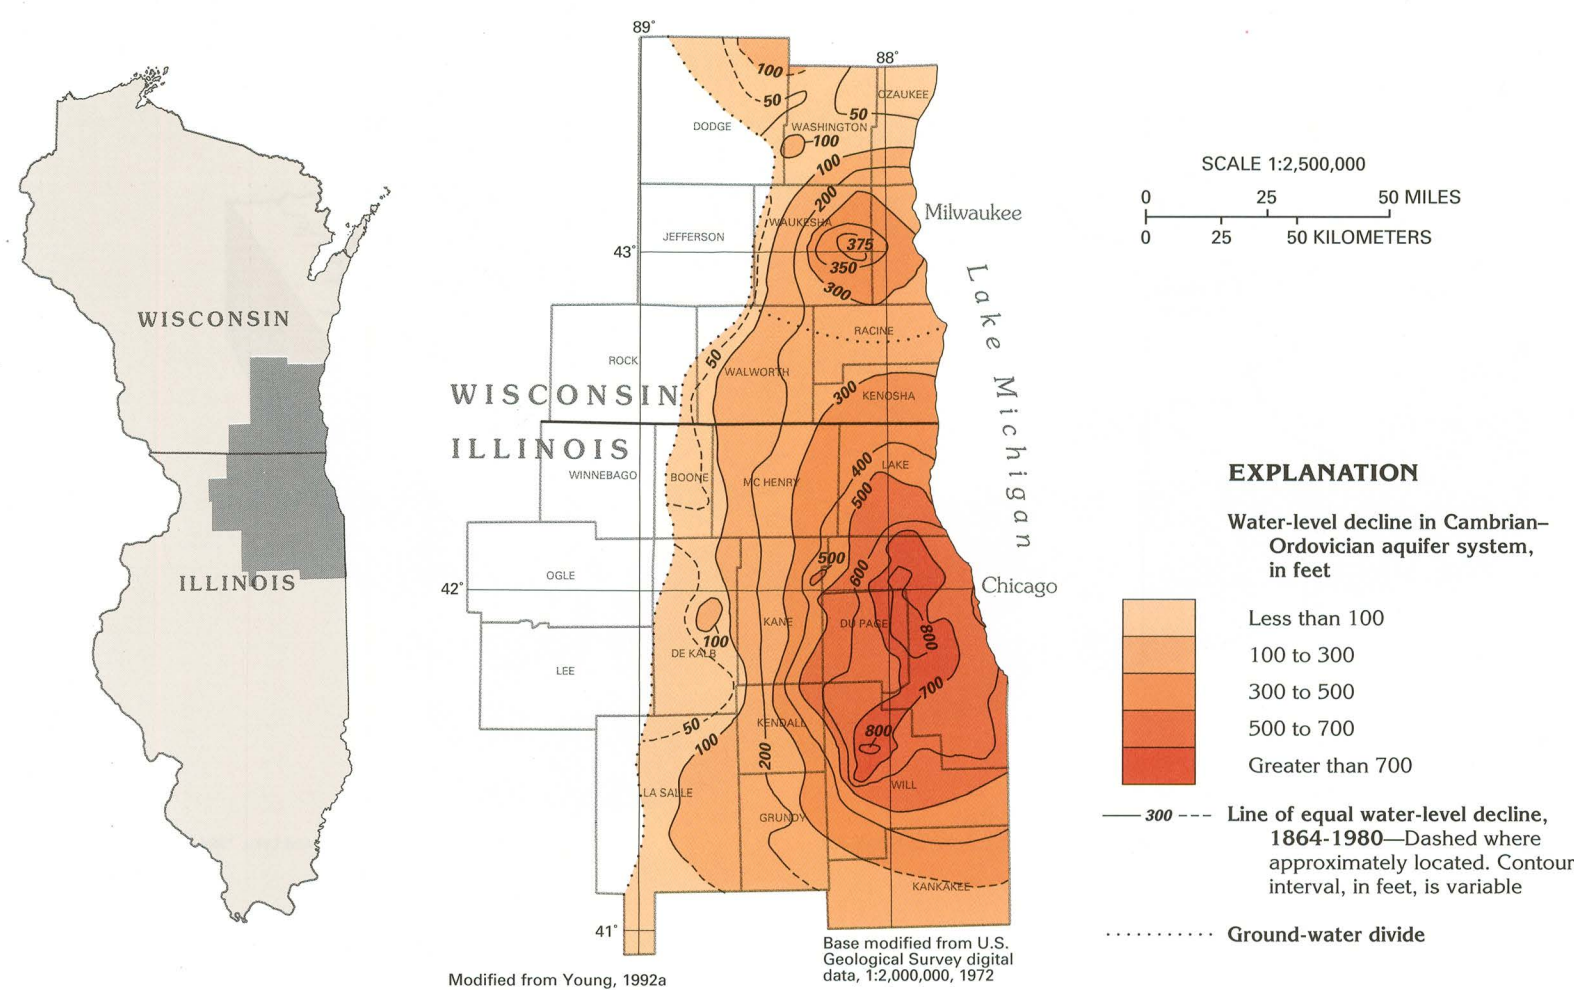 WISCONSIN
ILLINOIS
89°
88°
100
50
OZAUKEE
50
DODGE
WASHINGTON
100
100
200
Milwaukee
WAUKESHA
JEFFERSON
375
43°
350
300
Lake Michigan
RACINE
ROCK
50
WALWORTH
WISCONSIN
300
KENOSHA
ILLINOIS
400
LAKE
WINNEBAGO
BOONE
MC HENRY
500
500
600
OGLE
42°
Chicago
KANE
DU PAGE
800
100
DE KALB
LEE
700
50
KENDALL
800
100
200
LA SALLE
WILL
GRUNDY
KANKAKEE
41°
Base modified from U.S.
Geological Survey digital
data, 1:2,000,000, 1972
Modified from Young, 1992a
SCALE 1:2,500,000
0 25 50 MILES
0 25 50 KILOMETERS
EXPLANATION
Water-level decline in Cambrian–
Ordovician aquifer system,
in feet
Less than 100
100 to 300
300 to 500
500 to 700
Greater than 700
300 Line of equal water-level decline,
1864-1980—Dashed where
approximately located. Contour
interval, in feet, is variable
Ground-water divide